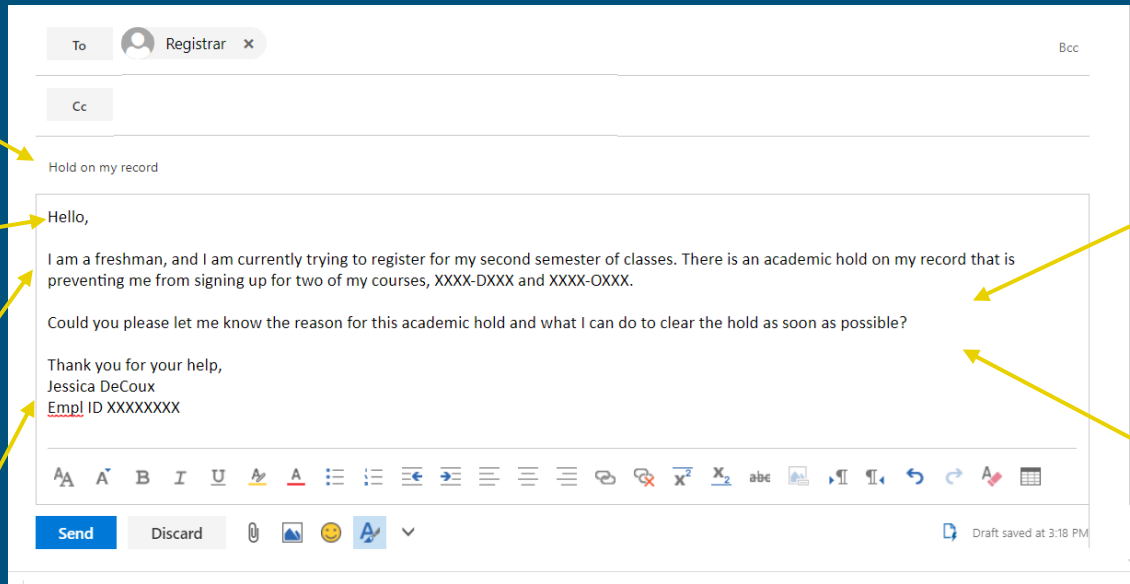 To
Registrar
Bcc
Cc
Hold on my record
Hello,
I am a freshman, and I am currently trying to register for my second semester of classes. There is an academic hold on my record that is
preventing me from signing up for two of my courses, XXXX-DXXX and XXXX-OXXX.
Could you please let me know the reason for this academic hold and what I can do to clear the hold as soon as possible?
Thank you for your help,
Jessica DeCoux
Empl ID XXXXXXXX
Send
Discard
Draft saved at 3:18 PM